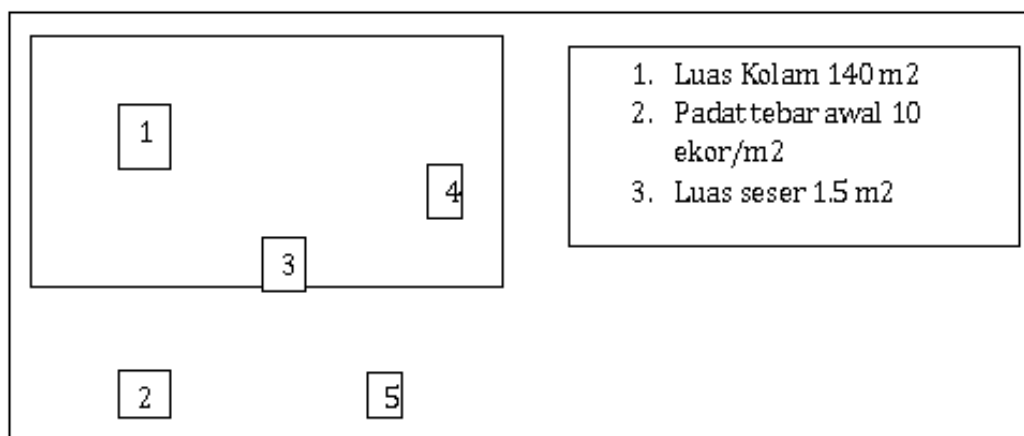 1
4
3
2
5
1. Luas Kolam 140 m2
2. Padat tebar awal 10
ekor/m2
3. Luas seser 1.5 m2